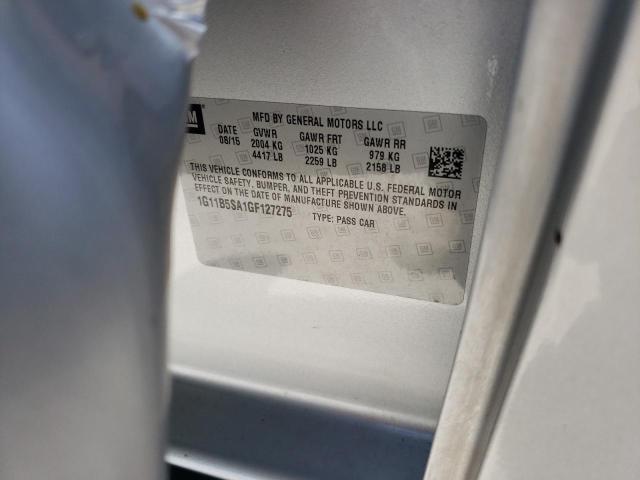 GM
MFD BY GENERAL MOTORS LLC
DATE GVWR GAWR FRT GAWR RR
08/15 2004 KG 1025 KG 979 KG
4417 LB 2259 LB 2158 LB
THIS VEHICLE CONFORMS TO ALL APPLICABLE U.S. FEDERAL MOTOR
VEHICLE SAFETY, BUMPER, AND THEFT PREVENTION STANDARDS IN
EFFECT ON THE DATE OF MANUFACTURE SHOWN ABOVE.
1G11B5SA1GF127275 TYPE: PASS CAR